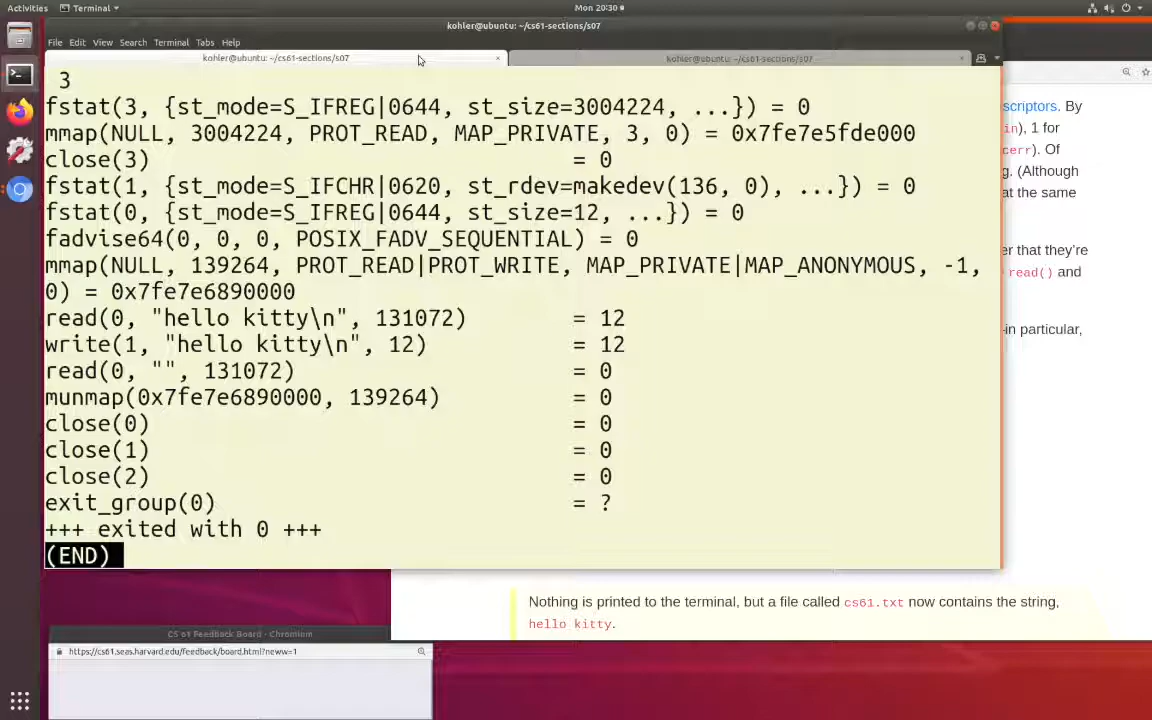 Activities
Terminal
Mon 20:30
kohler@ubuntu: ~/cs61-sections/s07
File Edit View Search Terminal Tabs Help
kohler@ubuntu: ~/cs61-sections/s07
×
kohler@ubuntu: ~/cs61-sections/s07
×
3
fstat(3, {st_mode=S_IFREG|0644, st_size=3004224, ...}) = 0
mmap(NULL, 3004224, PROT_READ, MAP_PRIVATE, 3, 0) = 0x7fe7e5fde000
close(3) = 0
fstat(1, {st_mode=S_IFCHR|0620, st_rdev=makedev(136, 0), ...}) = 0
fstat(0, {st_mode=S_IFREG|0644, st_size=12, ...}) = 0
fadvise64(0, 0, 0, POSIX_FADV_SEQUENTIAL) = 0
mmap(NULL, 139264, PROT_READ|PROT_WRITE, MAP_PRIVATE|MAP_ANONYMOUS, -1,
0) = 0x7fe7e6890000
read(0, "hello kitty\n", 131072) = 12
write(1, "hello kitty\n", 12) = 12
read(0, "", 131072) = 0
munmap(0x7fe7e6890000, 139264) = 0
close(0) = 0
close(1) = 0
close(2) = 0
exit_group(0) = ?
+++ exited with 0 +++
(END)
scriptors. By
in), 1 for
cerr). Of
g. (Although
at the same
er that they're
read() and
in particular,
Nothing is printed to the terminal, but a file called cs61.txt now contains the string,
hello kitty.
CS 61 Feedback Board - Chromium
https://cs61.seas.harvard.edu/feedback/board.html?neww=1